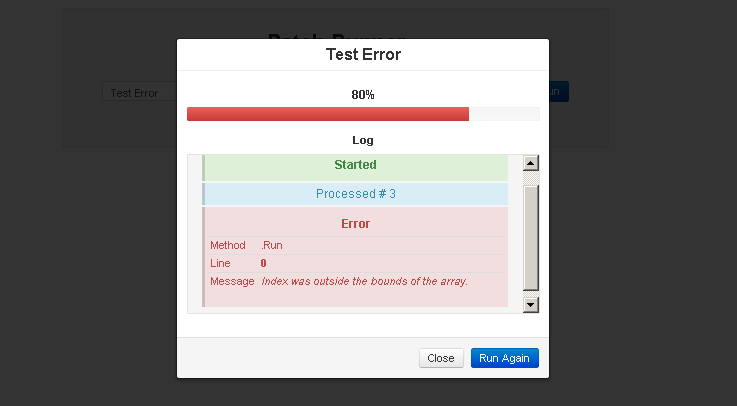 Test Error
80%
Log
Started
Processed # 3
Error
Method .Run
Line 0
Message Index was outside the bounds of the array.
Close Run Again
Test Error